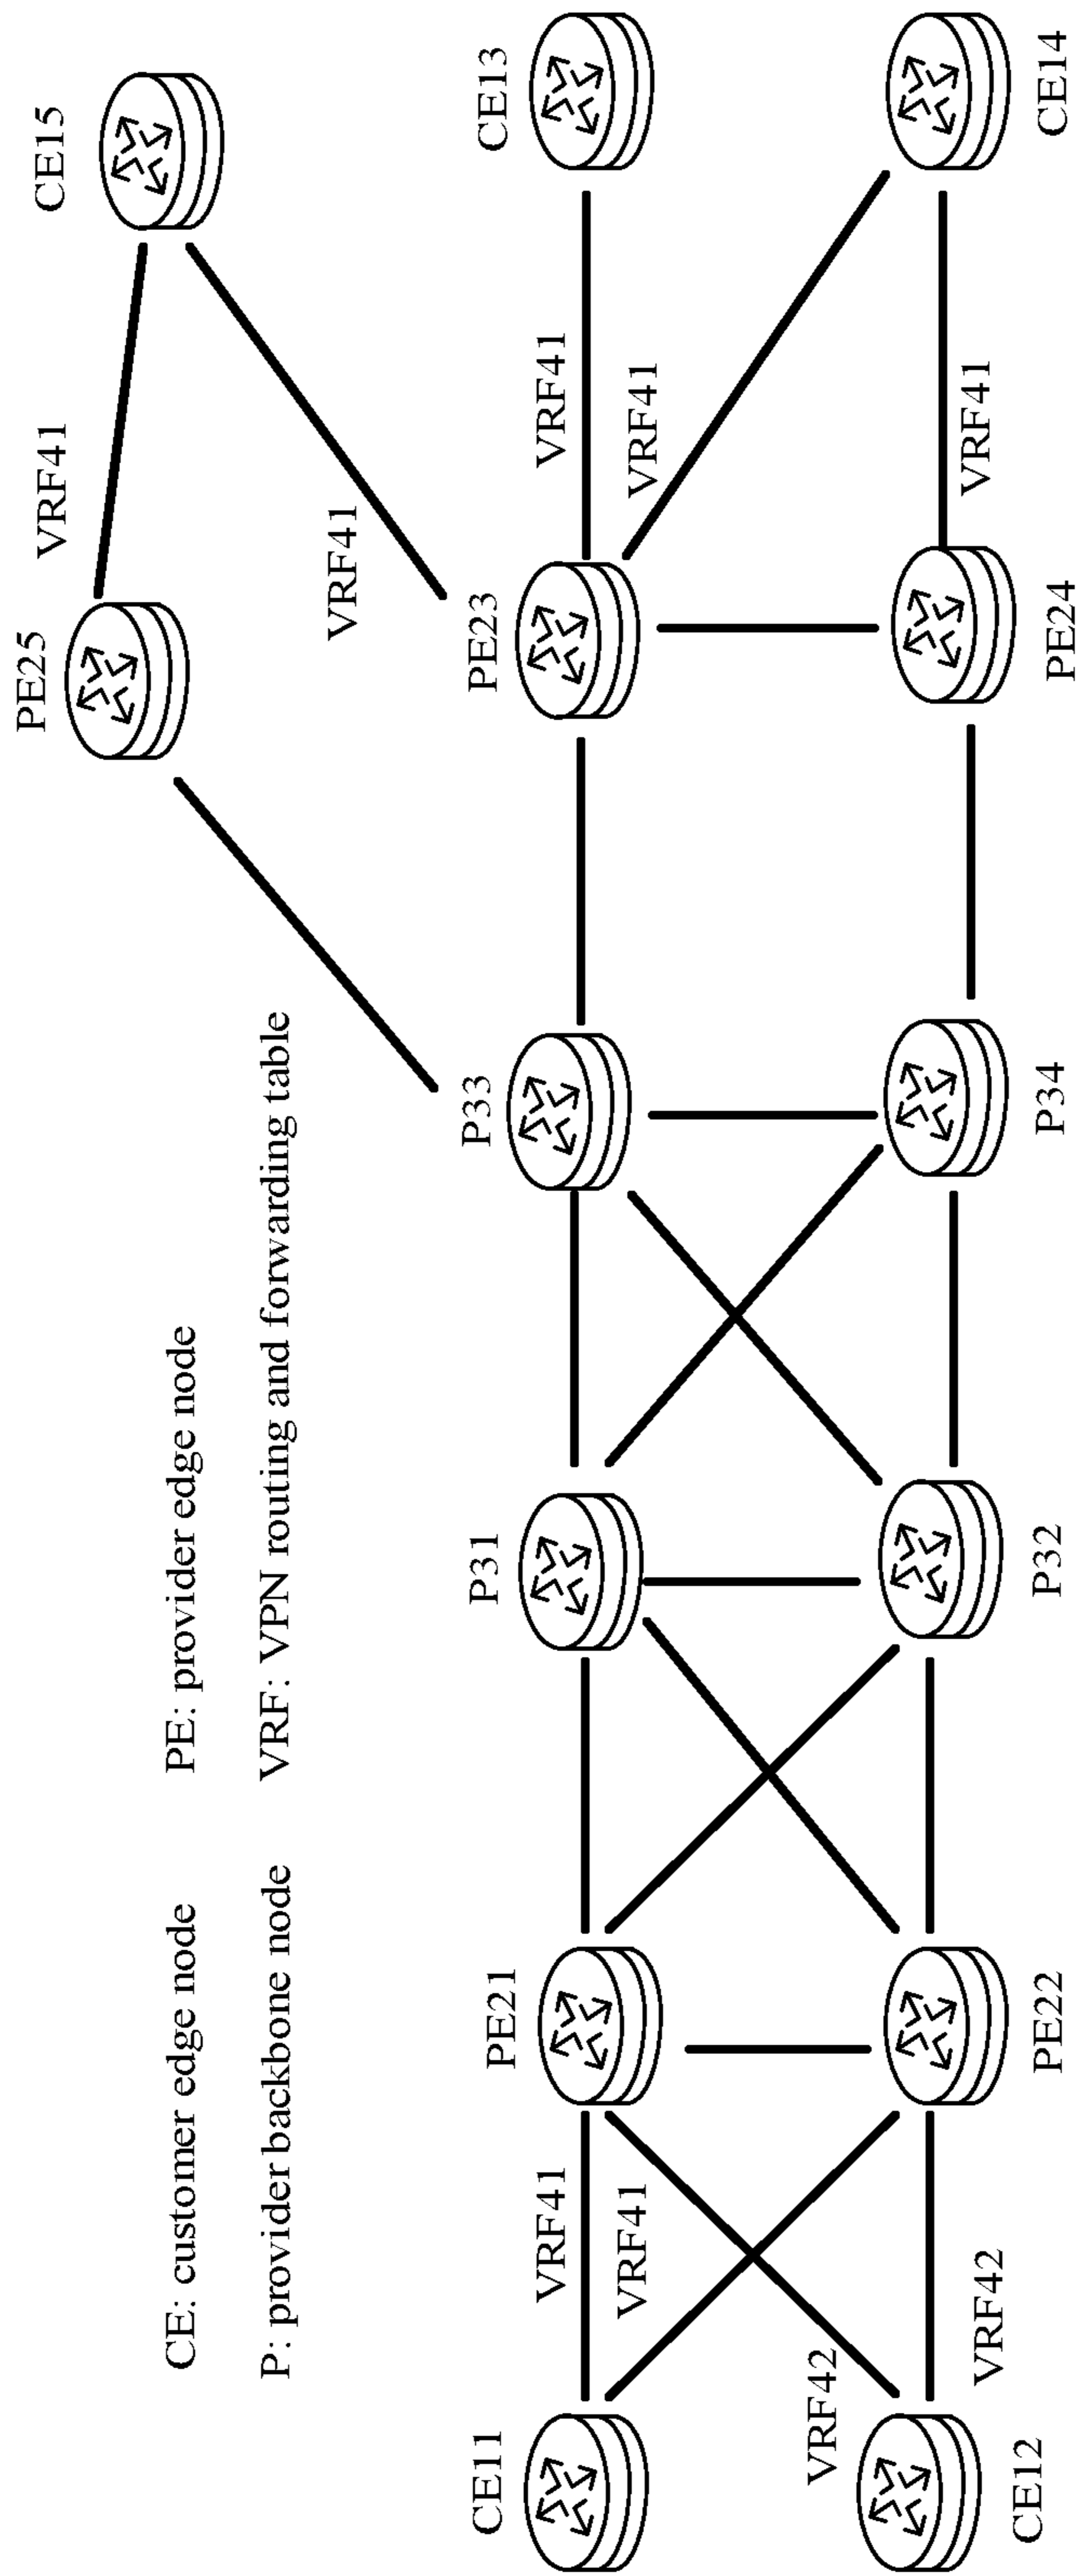 CE: customer edge node
PE: provider edge node
P: provider backbone node
VRF: VPN routing and forwarding table
PE25
VRF41
CE15
VRF41
CE11
VRF41
PE21
P31
P33
PE23
VRF41
CE13
VRF41
VRF41
VRF42
VRF42
VRF41
CE12
PE22
P32
P34
PE24
CE14